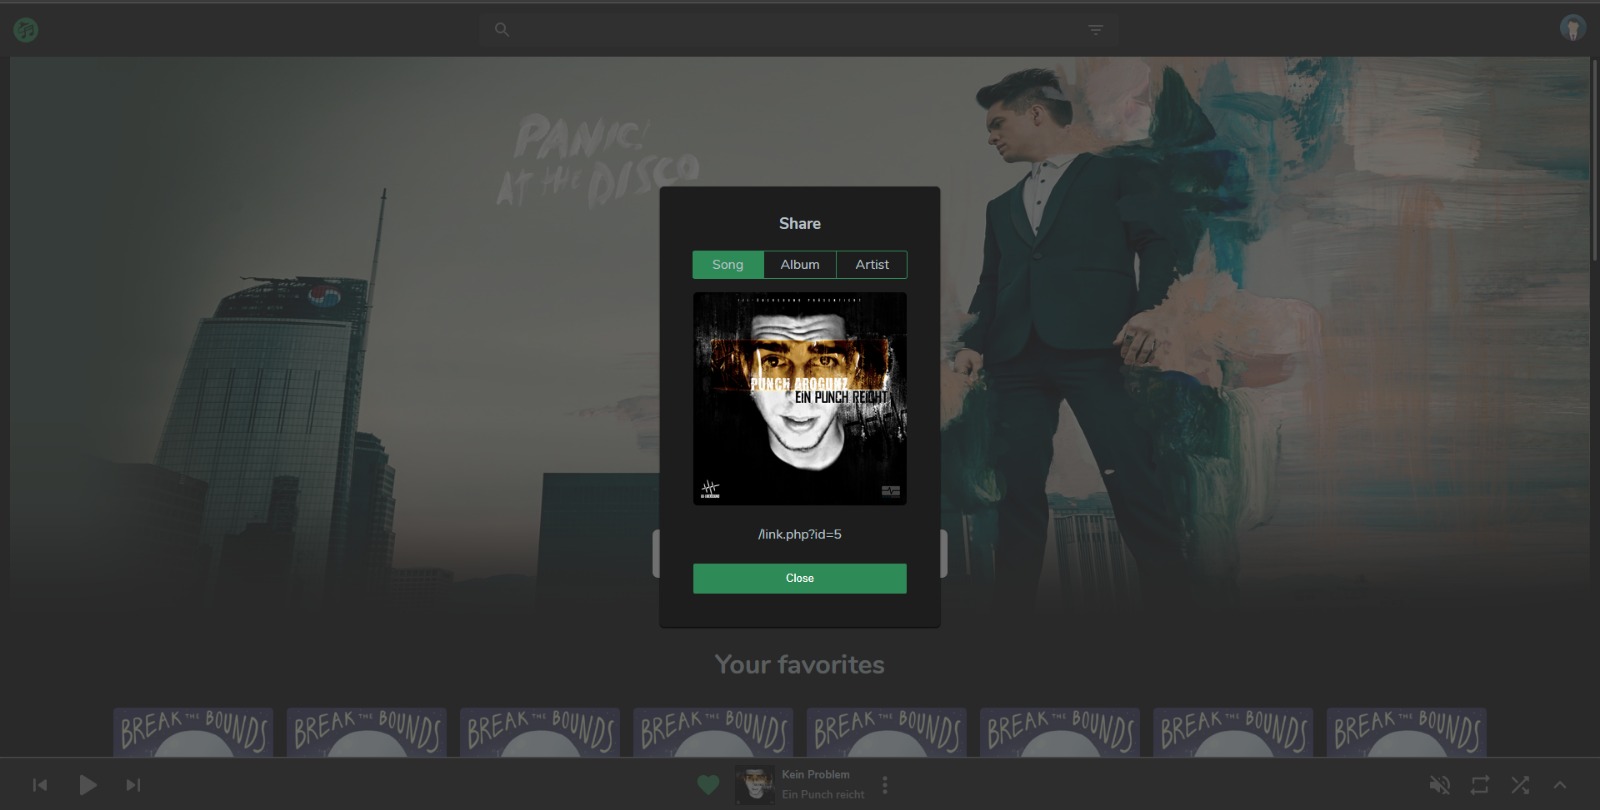 PANIC!
AT THE DISCO
Share
Song Album Artist
PUNCH AROGUNZ
EIN PUNCH REICHT
/link.php?id=5
Close
Your favorites
BREAK THE BOUNDS BREAK THE BOUNDS BREAK THE BOUNDS BREAK THE BOUNDS BREAK THE BOUNDS BREAK THE BOUNDS BREAK THE BOUNDS BREAK THE BOUNDS
Kein Problem
Ein Punch reicht